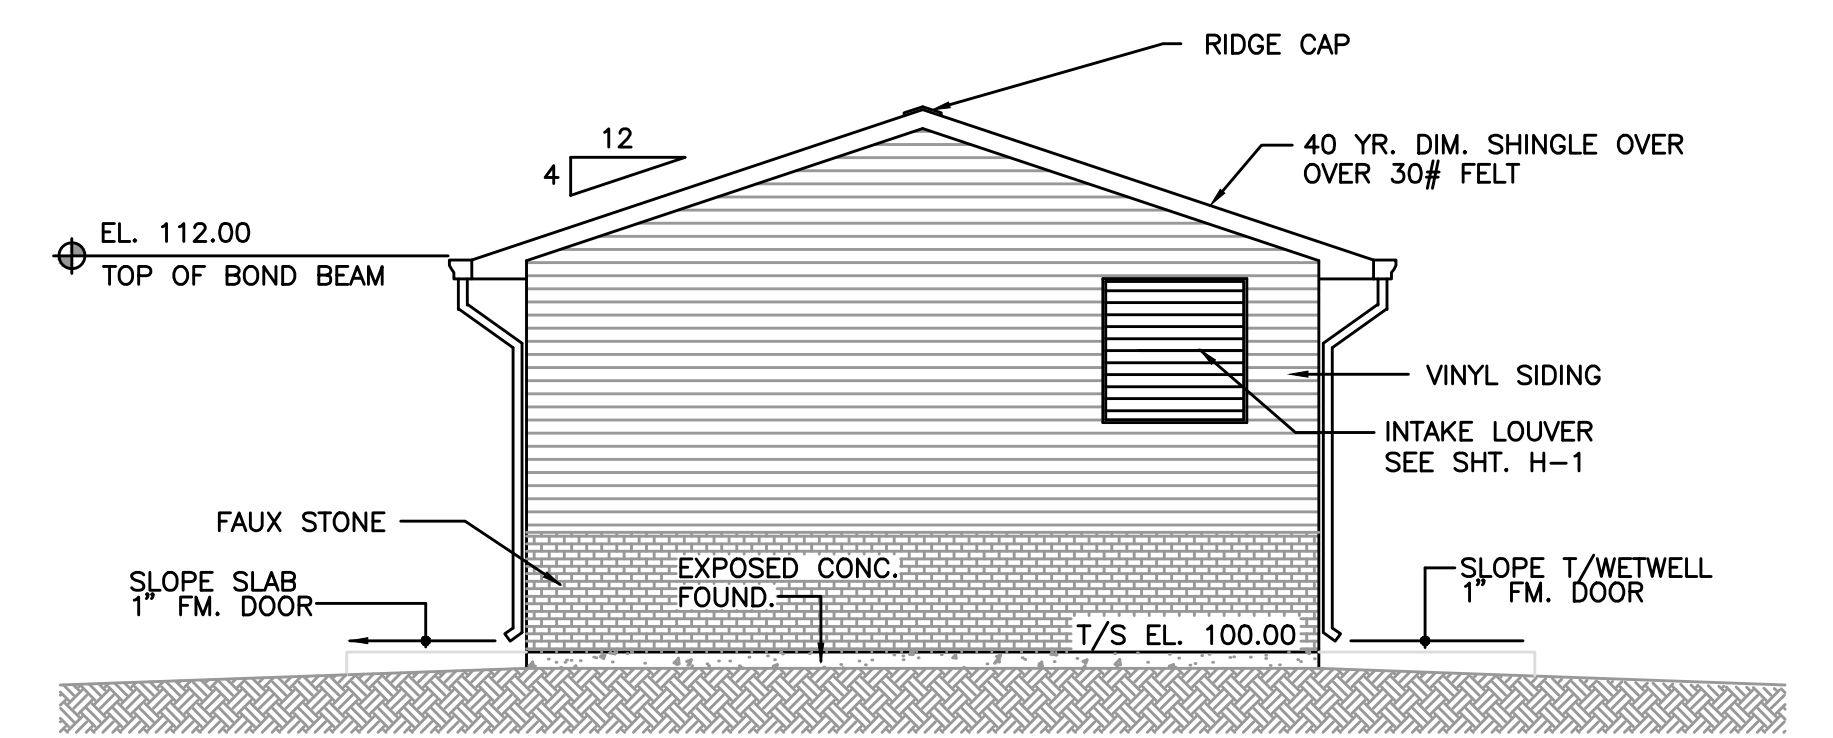 RIDGE CAP
12
4
40 YR. DIM. SHINGLE OVER
OVER 30# FELT
EL. 112.00
TOP OF BOND BEAM
VINYL SIDING
INTAKE LOUVER
SEE SHT. H-1
FAUX STONE
EXPOSED CONC.
FOUND.
SLOPE SLAB
1" FM. DOOR
SLOPE T/WETWELL
1" FM. DOOR
T/S EL. 100.00